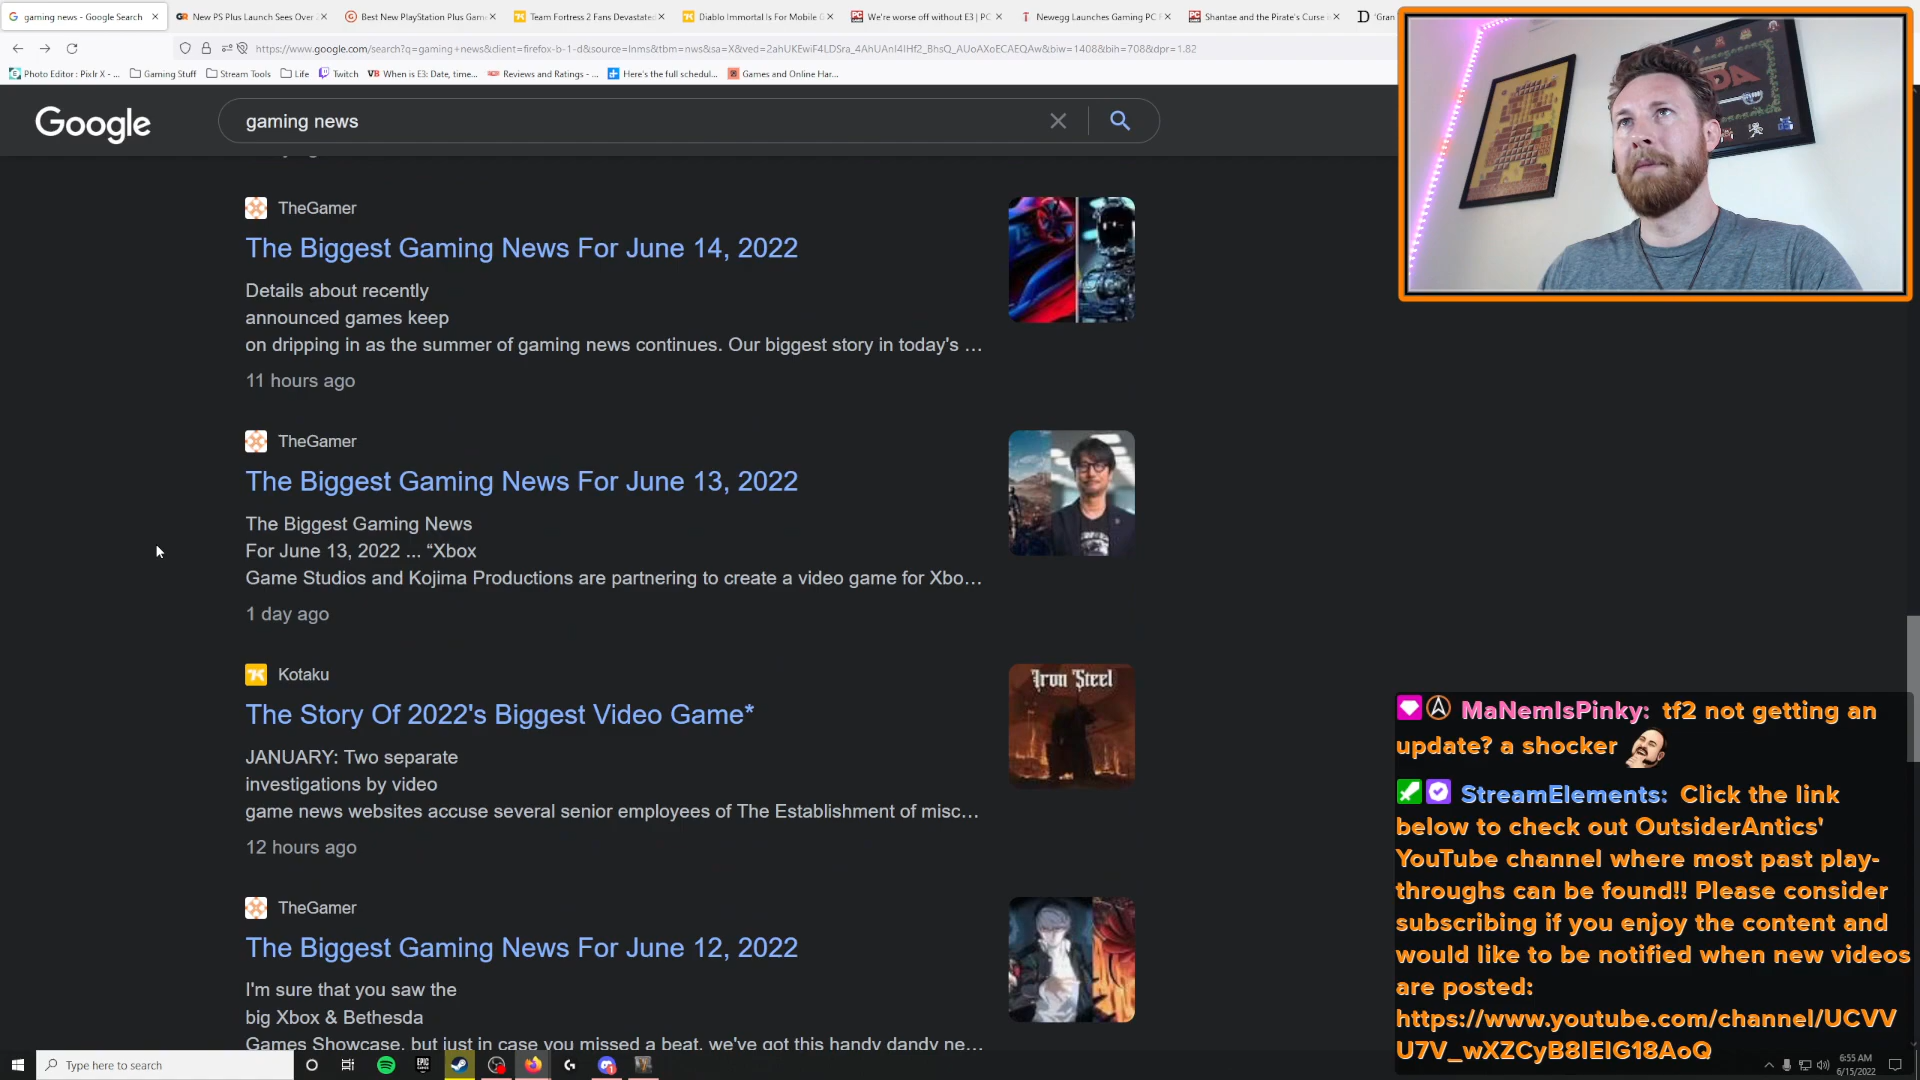 gaming news - Google Search
New PS Plus Launch Sees Over 2
Best New PlayStation Plus Game
Team Fortress 2 Fans Devastated
Diablo Immortal Is For Mobile G
We're worse off without E3 | PC
Newegg Launches Gaming PC F
Shantae and the Pirate's Curse i
'Gran
https://www.google.com/search?q=gaming+news&client=firefox-b-1-d&source=lnms&tbm=nws&sa=X&ved=2ahUKEwiF4LDSra_4AhUAnI4IHf2_BhsQ_AUoAXoECAEQAw&biw=1408&bih=708&dpr=1.82
Photo Editor : Pixlr X - ...
Gaming Stuff
Stream Tools
Life
Twitch
When is E3: Date, time...
Reviews and Ratings - ...
Here's the full schedul...
Games and Online Har...
Google
gaming news
TheGamer
The Biggest Gaming News For June 14, 2022
Details about recently
announced games keep
on dripping in as the summer of gaming news continues. Our biggest story in today's ...
11 hours ago
TheGamer
The Biggest Gaming News For June 13, 2022
The Biggest Gaming News
For June 13, 2022 ... “Xbox
Game Studios and Kojima Productions are partnering to create a video game for Xbo...
1 day ago
Kotaku
The Story Of 2022's Biggest Video Game*
JANUARY: Two separate
investigations by video
game news websites accuse several senior employees of The Establishment of misc...
12 hours ago
Iron Steel
TheGamer
The Biggest Gaming News For June 12, 2022
I'm sure that you saw the
big Xbox & Bethesda
Games Showcase, but just in case you missed a beat, we've got this handy dandy ne...
MaNemIsPinky: tf2 not getting an
update? a shocker
StreamElements: Click the link
below to check out OutsiderAntics'
YouTube channel where most past play-
throughs can be found!! Please consider
subscribing if you enjoy the content and
would like to be notified when new videos
are posted:
https://www.youtube.com/channel/UCVV
U7V_wXZCyB8IEIG18AoQ
Type here to search
6:55 AM
6/15/2022